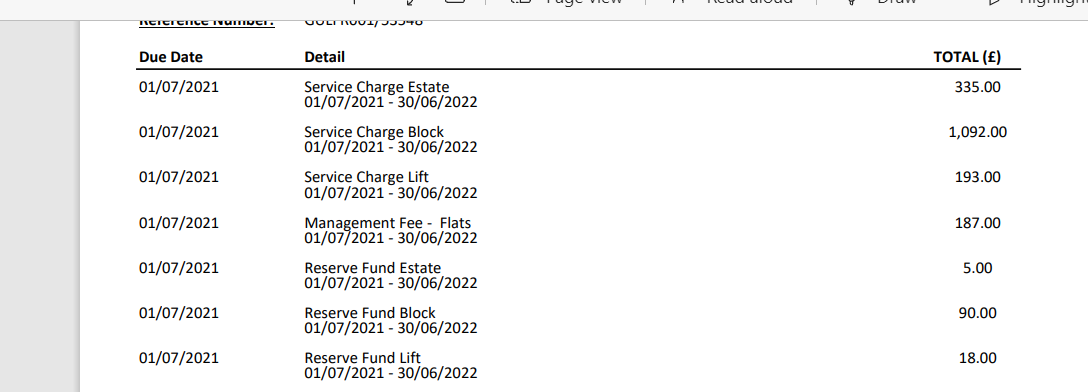 Reference Number:
Page view Read aloud Draw
Due Date Detail TOTAL (£)
01/07/2021 Service Charge Estate 335.00
01/07/2021 - 30/06/2022
01/07/2021 Service Charge Block 1,092.00
01/07/2021 - 30/06/2022
01/07/2021 Service Charge Lift 193.00
01/07/2021 - 30/06/2022
01/07/2021 Management Fee - Flats 187.00
01/07/2021 - 30/06/2022
01/07/2021 Reserve Fund Estate 5.00
01/07/2021 - 30/06/2022
01/07/2021 Reserve Fund Block 90.00
01/07/2021 - 30/06/2022
01/07/2021 Reserve Fund Lift 18.00
01/07/2021 - 30/06/2022